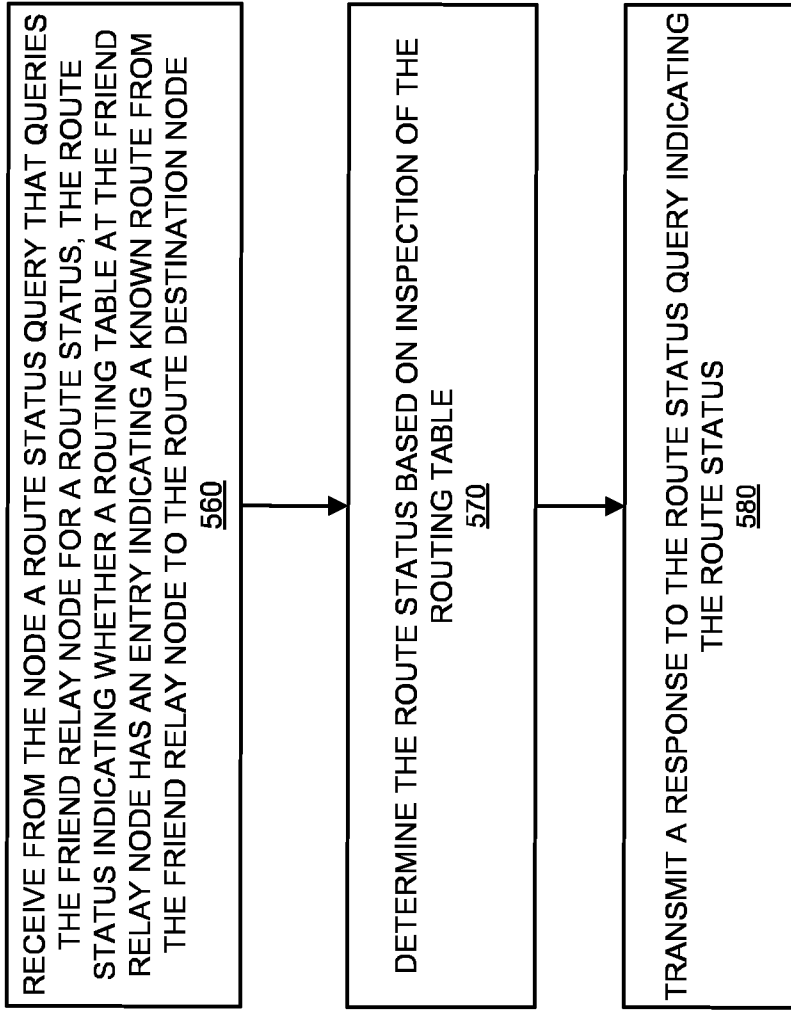 RECEIVE FROM THE NODE A ROUTE STATUS QUERY THAT QUERIES
THE FRIEND RELAY NODE FOR A ROUTE STATUS, THE ROUTE
STATUS INDICATING WHETHER A ROUTING TABLE AT THE FRIEND
RELAY NODE HAS AN ENTRY INDICATING A KNOWN ROUTE FROM
THE FRIEND RELAY NODE TO THE ROUTE DESTINATION NODE
560
DETERMINE THE ROUTE STATUS BASED ON INSPECTION OF THE
ROUTING TABLE
570
TRANSMIT A RESPONSE TO THE ROUTE STATUS QUERY INDICATING
THE ROUTE STATUS
580